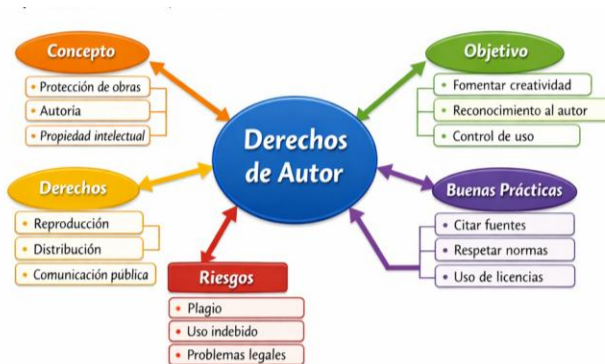 Concepto
• Protección de obras
• Autoria
• Propiedad intelectual
Objetivo
• Fomentar creatividad
• Reconocimiento al autor
• Control de uso
Derechos
de Autor
Derechos
• Reproducción
• Distribución
• Comunicación pública
Buenas Prácticas
• Citar fuentes
• Respetar normas
• Uso de licencias
Riesgos
• Plagio
• Uso indebido
• Problemas legales